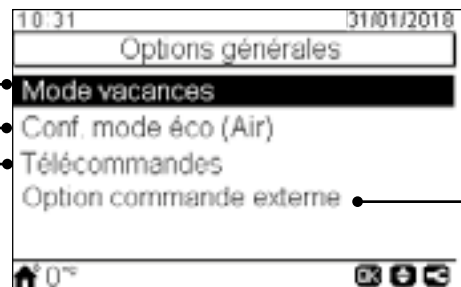 10:31 31/01/2018
Options générales
Mode vacances
Conf. mode éco (Air)
Télécommandes
Option commande externe
0°c
OK